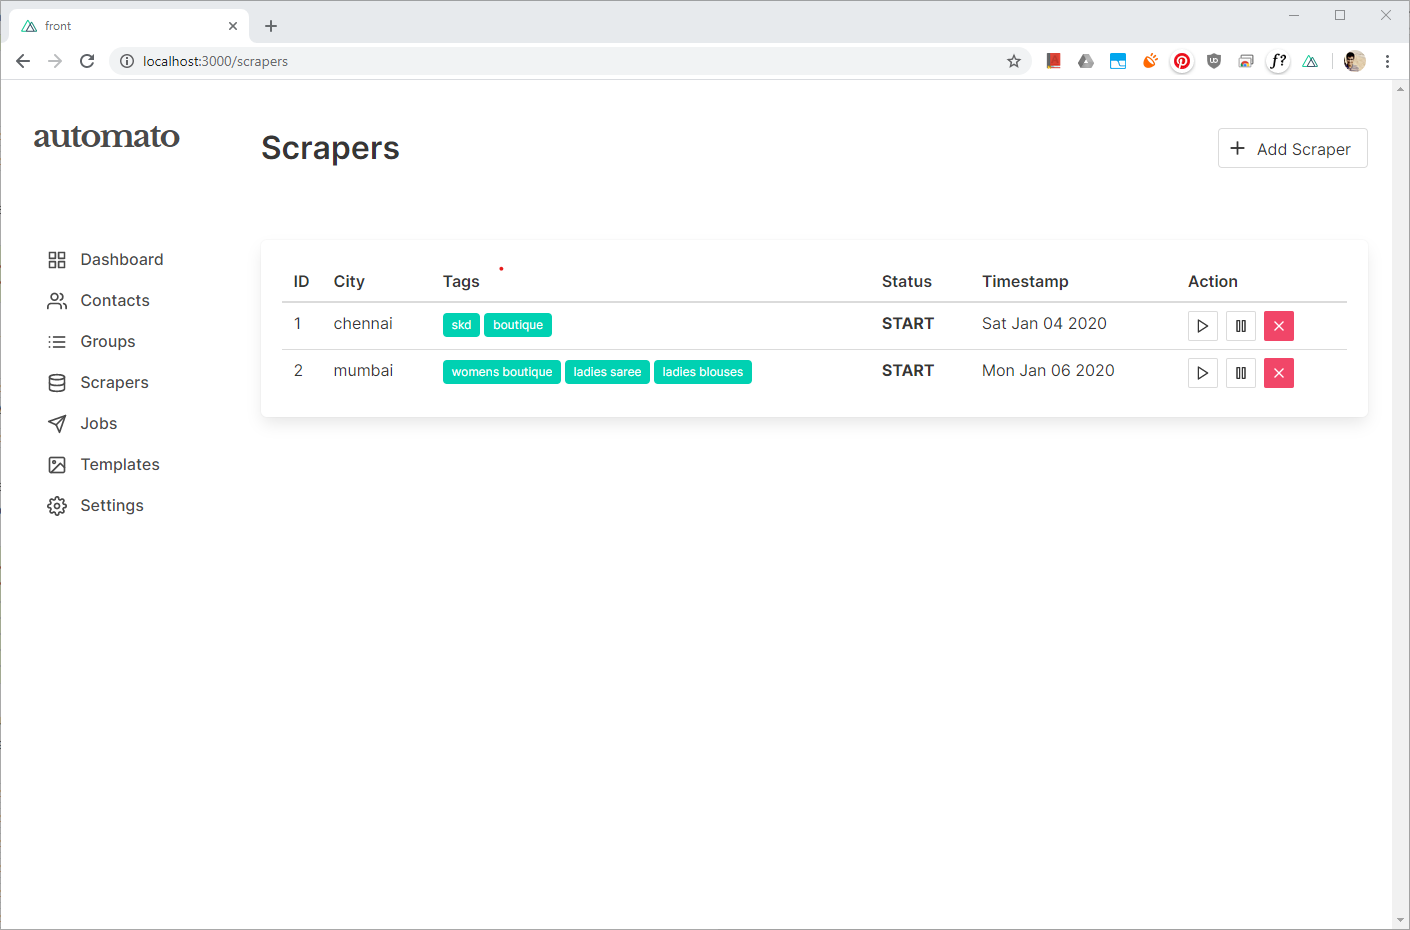 front
localhost:3000/scrapers
f?
automato
Scrapers
Add Scraper
Dashboard
Contacts
Groups
Scrapers
Jobs
Templates
Settings
ID City Tags Status Timestamp Action
1 chennai skd boutique START Sat Jan 04 2020
2 mumbai womens boutique ladies saree ladies blouses START Mon Jan 06 2020